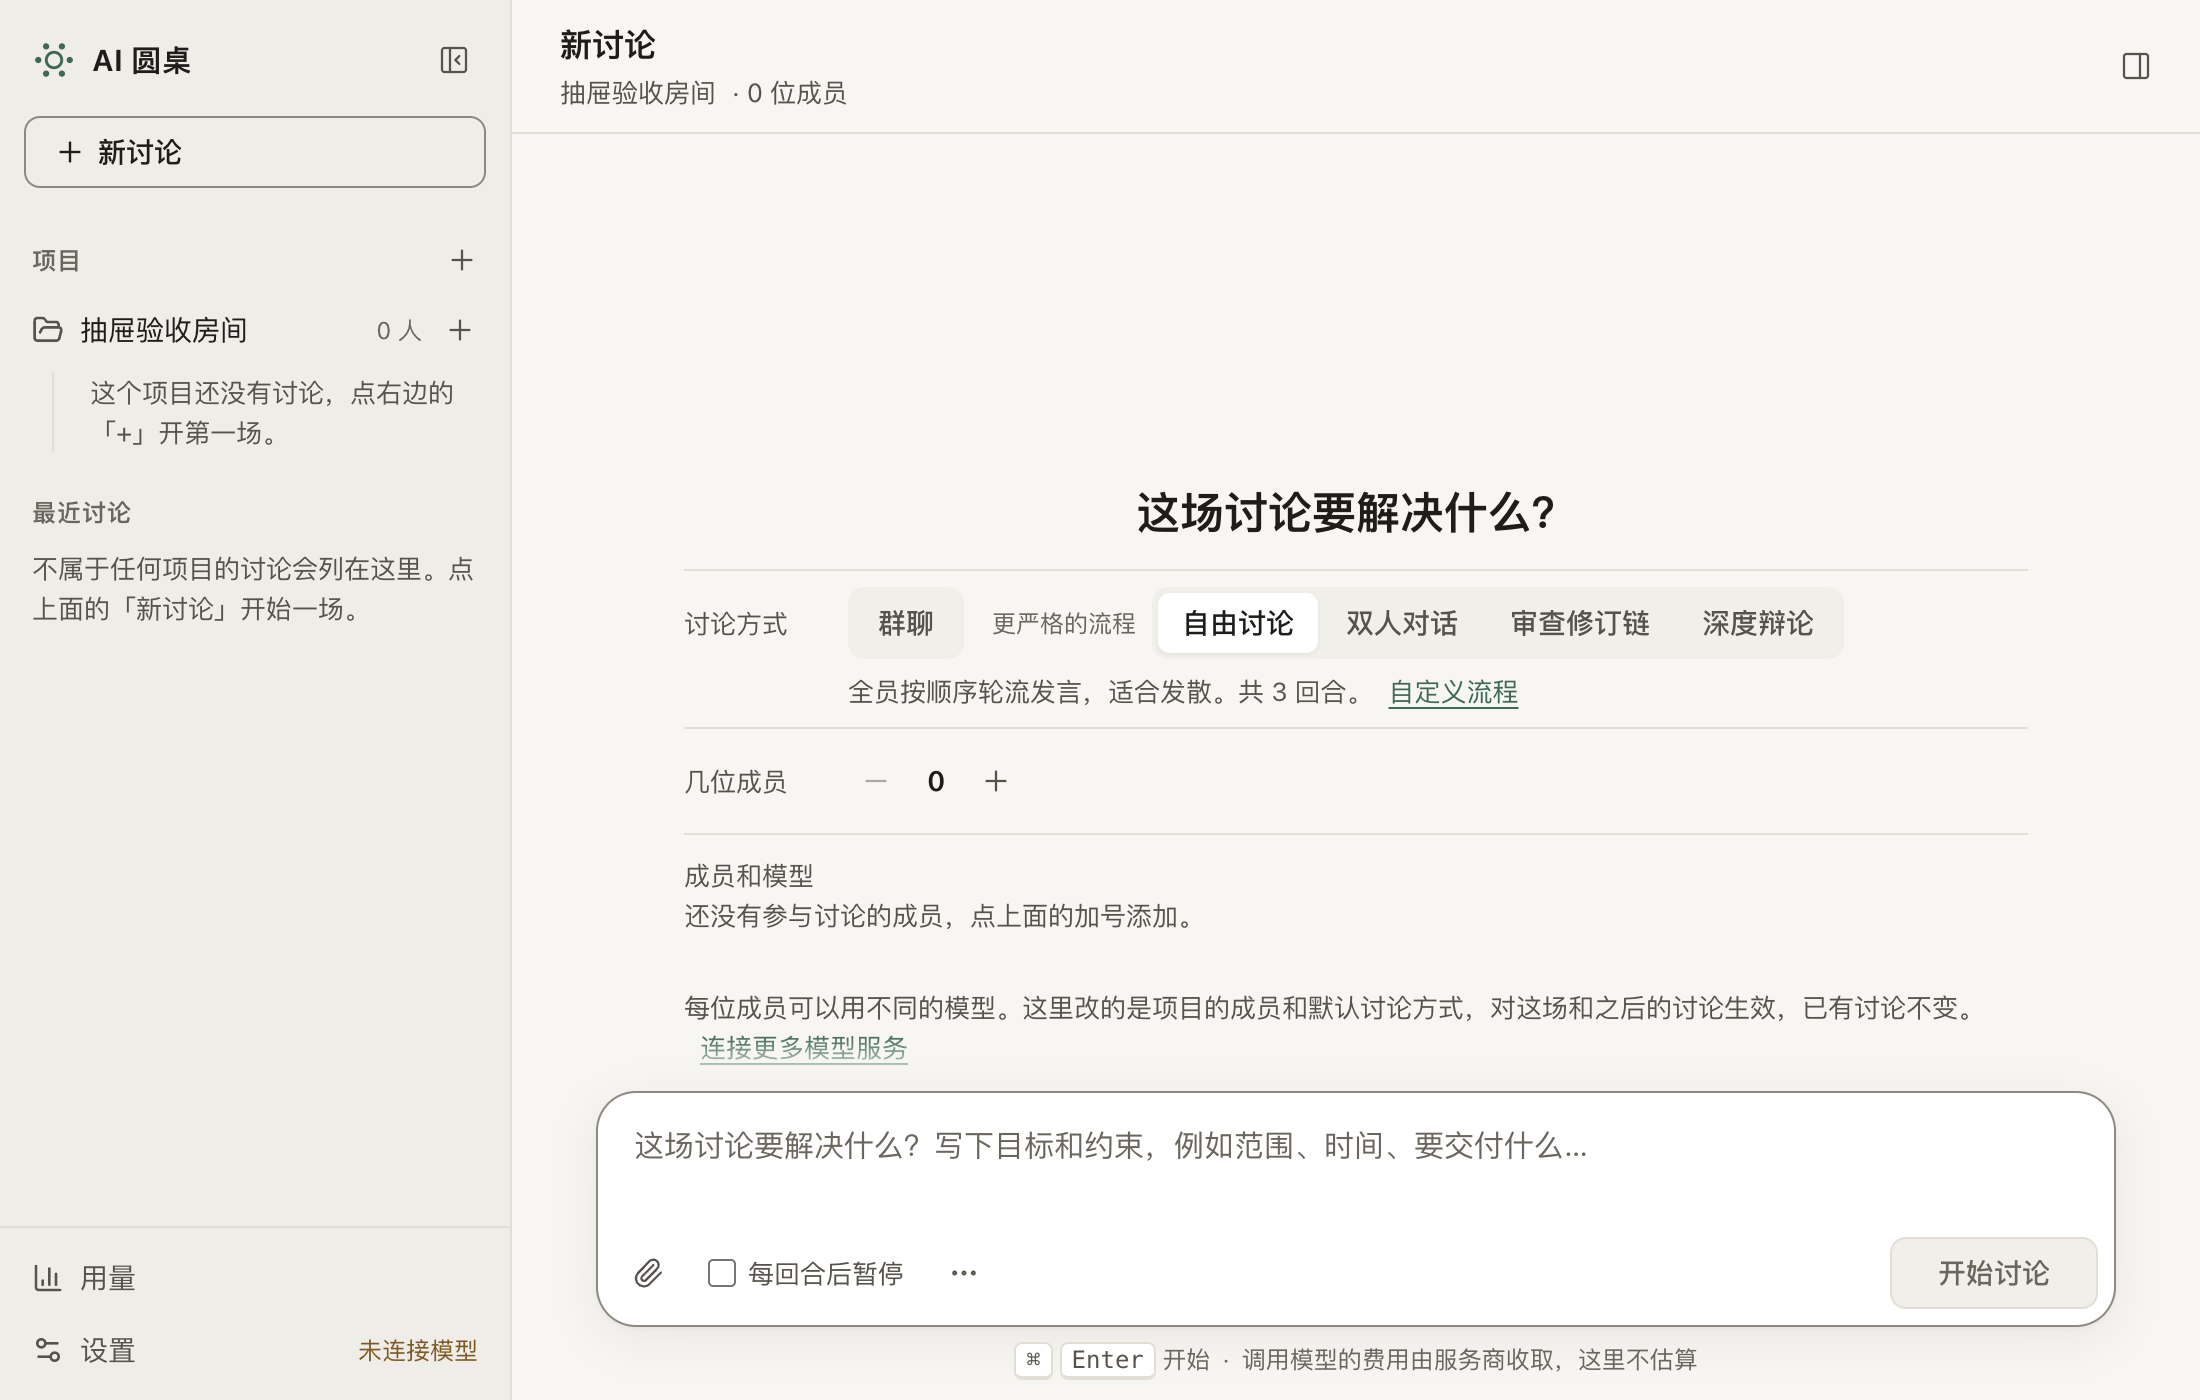 AI 圆桌
新讨论
项目
抽屉验收房间 0 人
这个项目还没有讨论，点右边的
「+」开第一场。
最近讨论
不属于任何项目的讨论会列在这里。点
上面的「新讨论」开始一场。
用量
设置 未连接模型
新讨论
抽屉验收房间 · 0 位成员
这场讨论要解决什么？
讨论方式 群聊 更严格的流程 自由讨论 双人对话 审查修订链 深度辩论
全员按顺序轮流发言，适合发散。共 3 回合。 自定义流程
几位成员 0
成员和模型
还没有参与讨论的成员，点上面的加号添加。
每位成员可以用不同的模型。这里改的是项目的成员和默认讨论方式，对这场和之后的讨论生效，已有讨论不变。
连接更多模型服务
这场讨论要解决什么？写下目标和约束，例如范围、时间、要交付什么...
每回合后暂停 开始讨论
⌘ Enter 开始 · 调用模型的费用由服务商收取，这里不估算